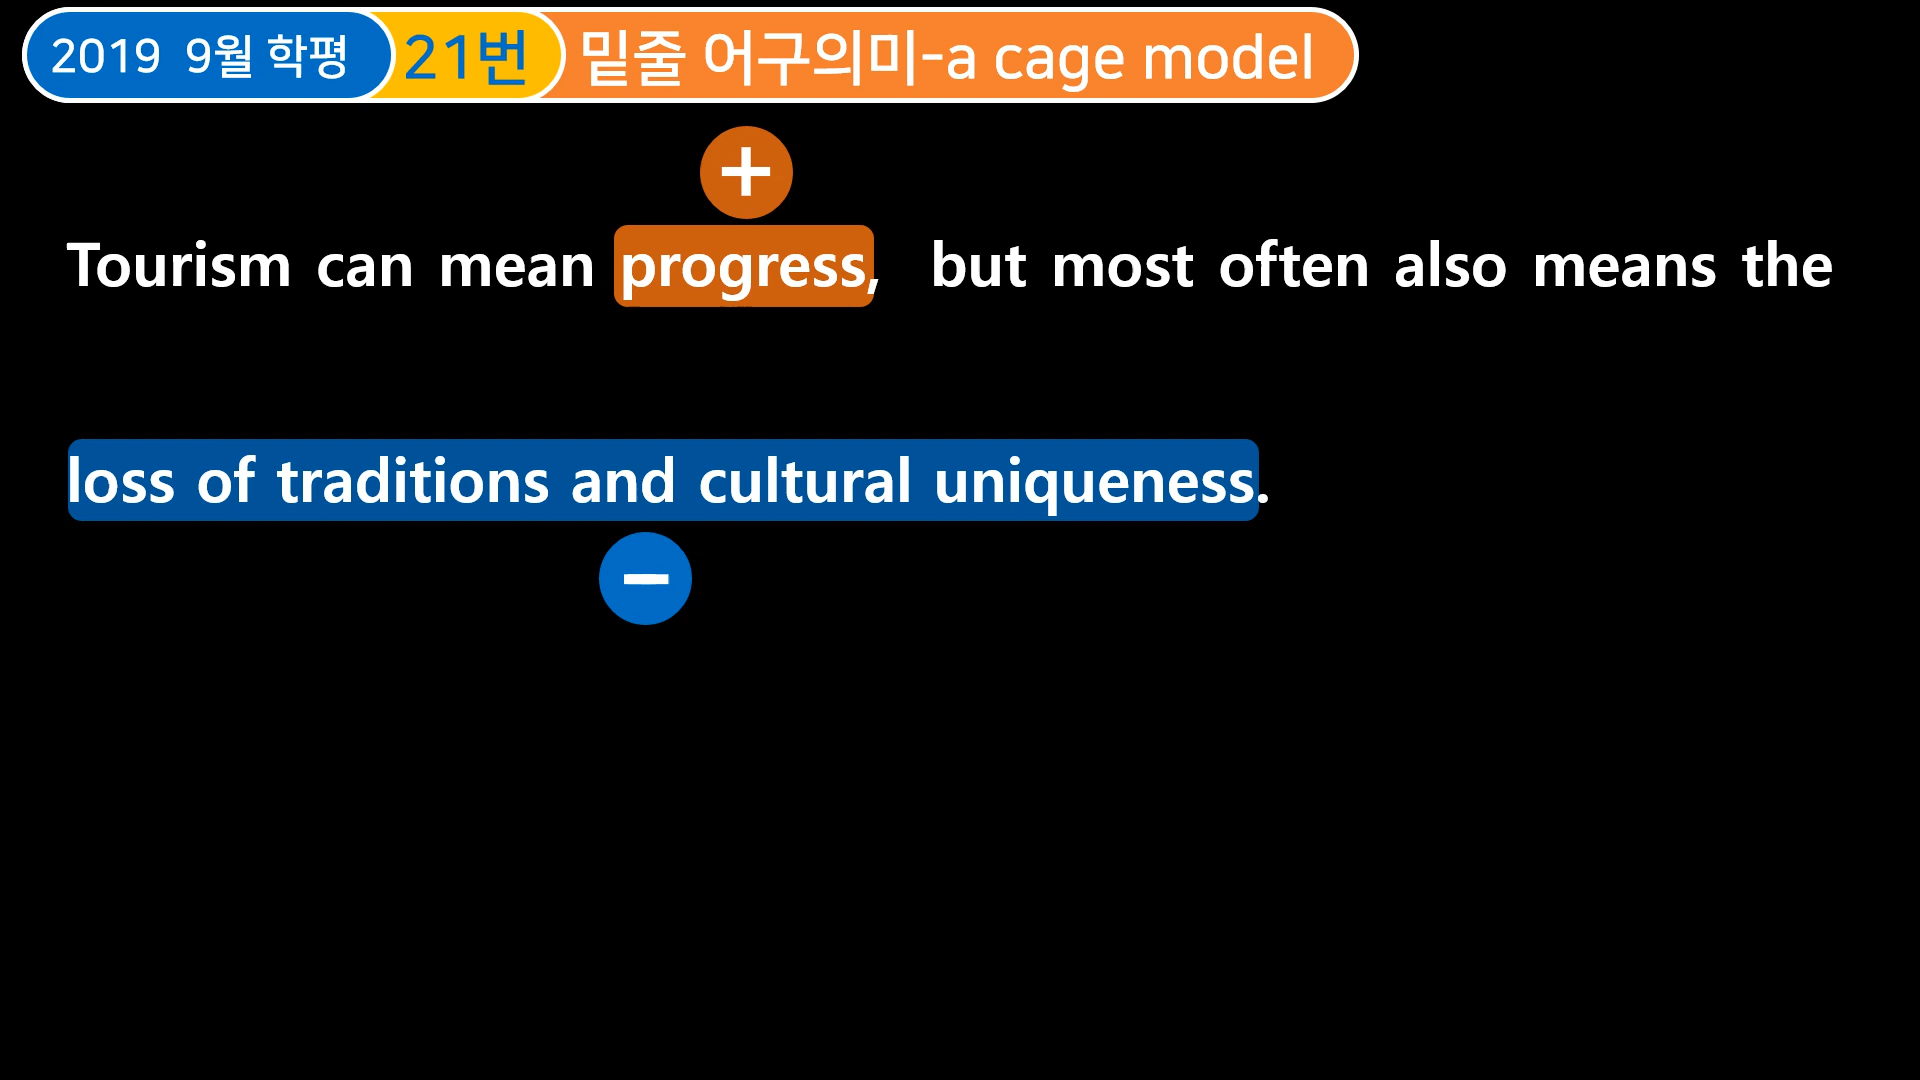 2019 9월 학평 21번 밑줄 어구의미-a cage model
+
Tourism can mean progress, but most often also means the
loss of traditions and cultural uniqueness.
−